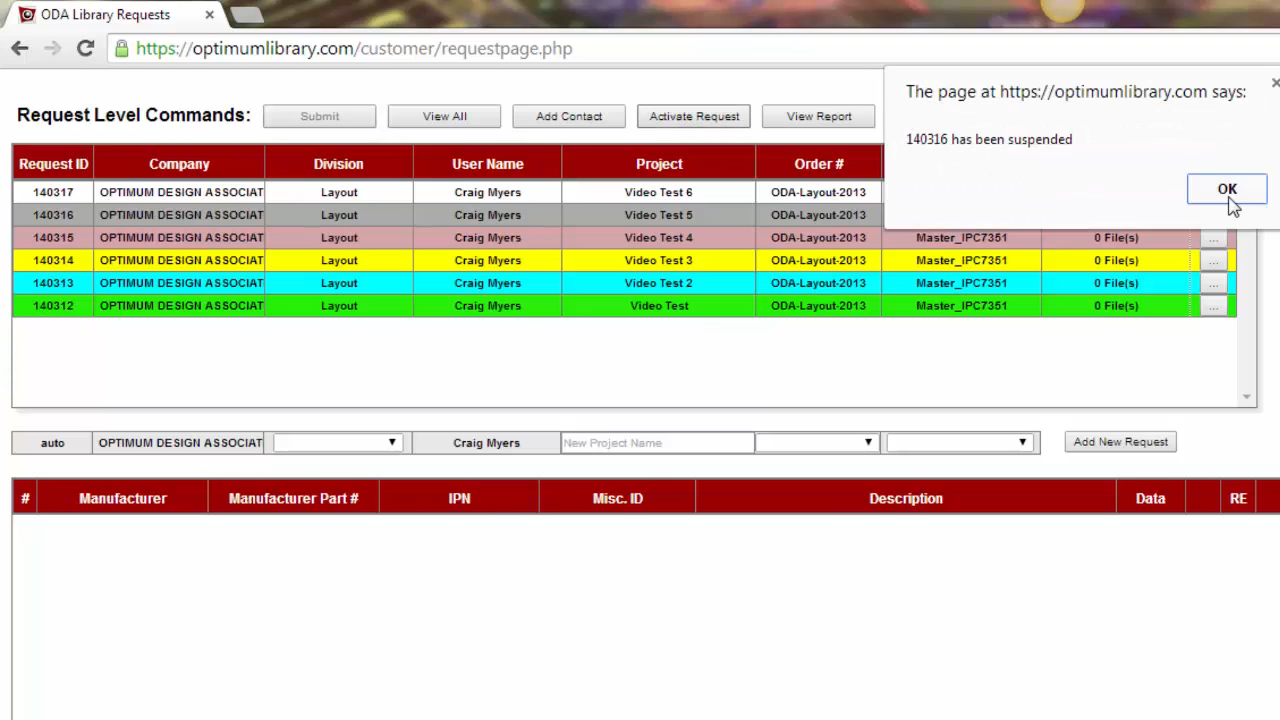 ODA Library Requests
https://optimumlibrary.com/customer/requestpage.php
The page at https://optimumlibrary.com says:
140316 has been suspended
OK
Request Level Commands: Submit View All Add Contact Activate Request View Report
Request ID Company Division User Name Project Order #
140317 OPTIMUM DESIGN ASSOCIAT Layout Craig Myers Video Test 6 ODA-Layout-2013
140316 OPTIMUM DESIGN ASSOCIAT Layout Craig Myers Video Test 5 ODA-Layout-2013
140315 OPTIMUM DESIGN ASSOCIAT Layout Craig Myers Video Test 4 ODA-Layout-2013 Master_IPC7351 0 File(s) ...
140314 OPTIMUM DESIGN ASSOCIAT Layout Craig Myers Video Test 3 ODA-Layout-2013 Master_IPC7351 0 File(s) ...
140313 OPTIMUM DESIGN ASSOCIAT Layout Craig Myers Video Test 2 ODA-Layout-2013 Master_IPC7351 0 File(s) ...
140312 OPTIMUM DESIGN ASSOCIAT Layout Craig Myers Video Test ODA-Layout-2013 Master_IPC7351 0 File(s) ...
auto OPTIMUM DESIGN ASSOCIAT Craig Myers New Project Name Add New Request
# Manufacturer Manufacturer Part # IPN Misc. ID Description Data RE